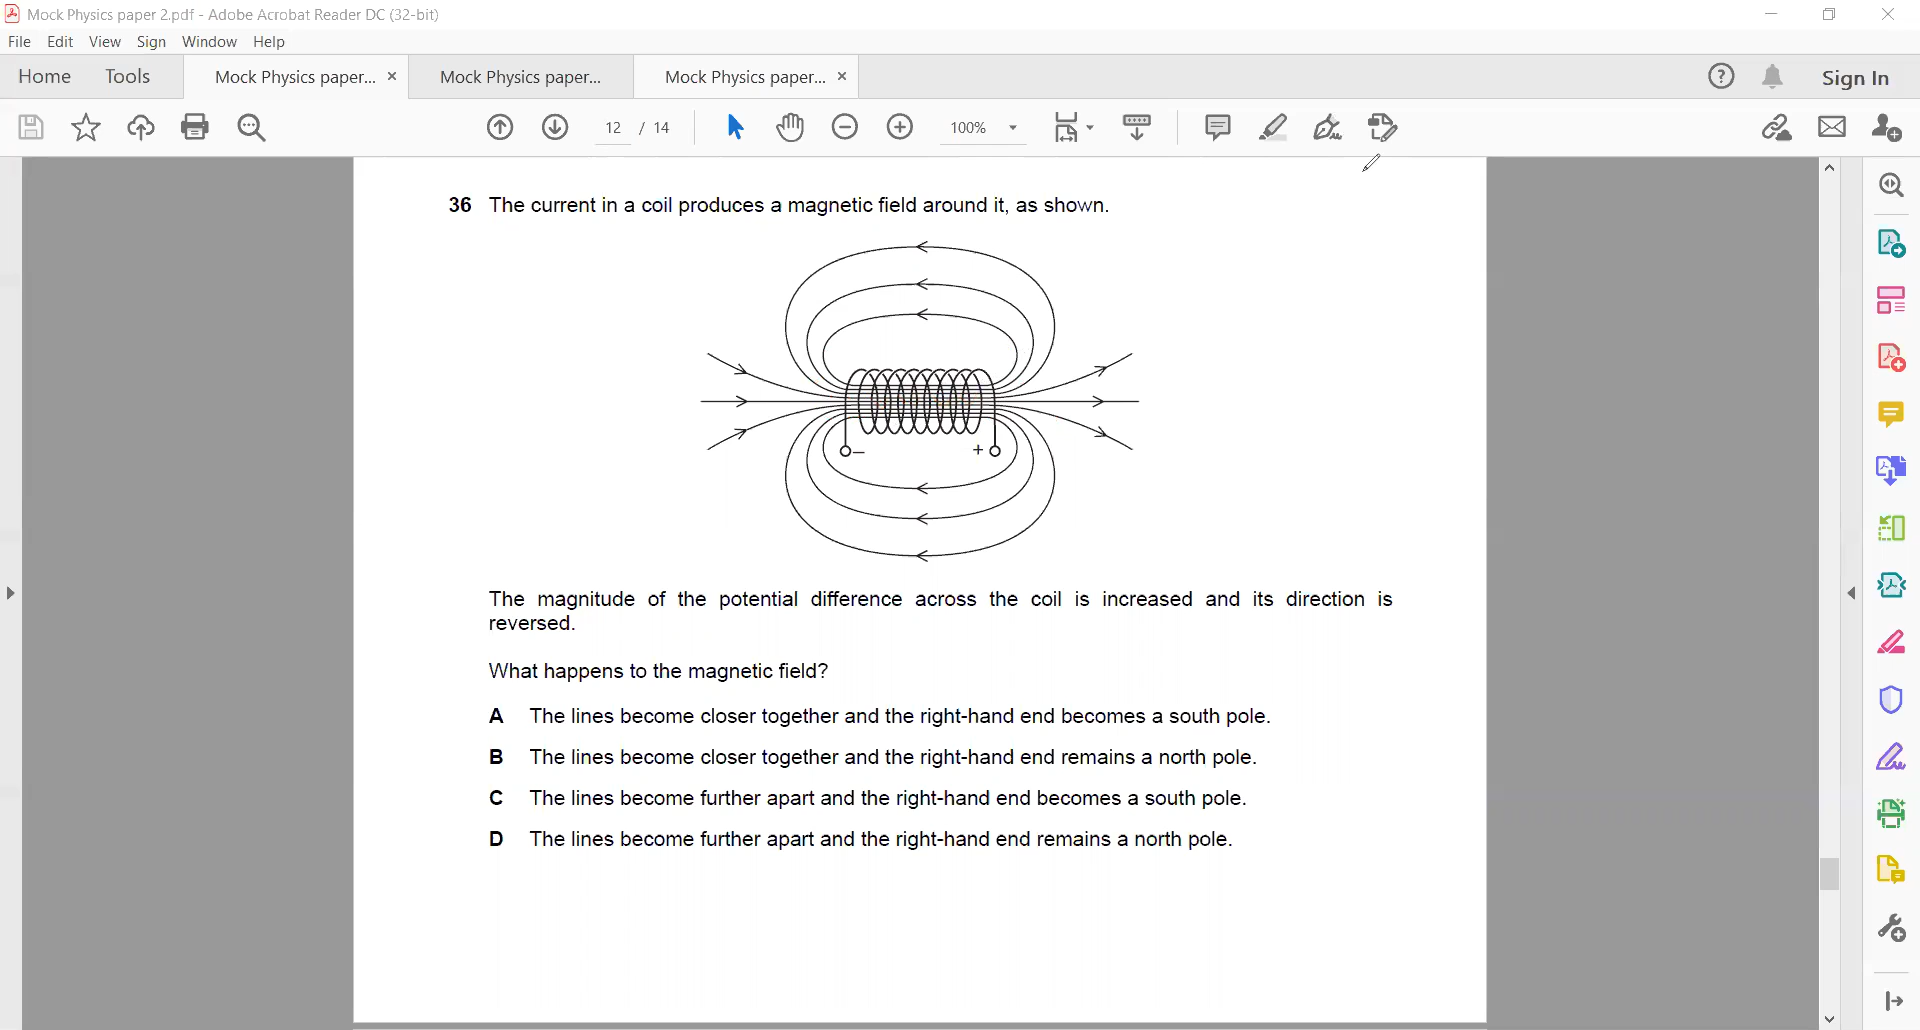 Mock Physics paper 2.pdf - Adobe Acrobat Reader DC (32-bit)
File Edit View Sign Window Help
Home Tools Mock Physics paper... × Mock Physics paper... Mock Physics paper... × ? Sign In
12 / 14 100%
36 The current in a coil produces a magnetic field around it, as shown.
– +
The magnitude of the potential difference across the coil is increased and its direction is
reversed.
What happens to the magnetic field?
A The lines become closer together and the right-hand end becomes a south pole.
B The lines become closer together and the right-hand end remains a north pole.
C The lines become further apart and the right-hand end becomes a south pole.
D The lines become further apart and the right-hand end remains a north pole.